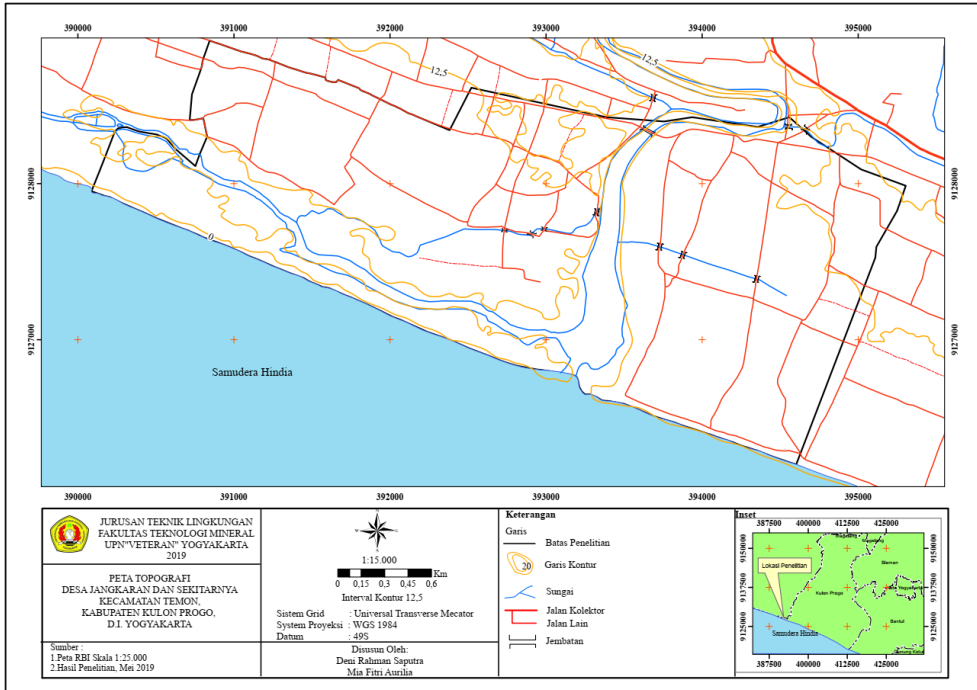 390000 391000 392000 393000 394000 395000
9128000
9127000
9128000
9127000
12,5
12,5
0
Samudera Hindia
390000 391000 392000 393000 394000 395000
JURUSAN TEKNIK LINGKUNGAN
FAKULTAS TEKNOLOGI MINERAL
UPN"VETERAN" YOGYAKARTA
2019
PETA TOPOGRAFI
DESA JANGKARAN DAN SEKITARNYA
KECAMATAN TEMON,
KABUPATEN KULON PROGO,
D.I. YOGYAKARTA
Sumber :
1.Peta RBI Skala 1:25.000
2.Hasil Penelitian, Mei 2019
1:15.000
Km
0 0,15 0,3 0,45 0,6
Interval Kontur 12,5
Sistem Grid : Universal Transverse Mecator
System Proyeksi : WGS 1984
Datum : 49S
Disusun Oleh:
Deni Rahman Saputra
Mia Fitri Aurilia
Keterangan
Garis
Batas Penelitian
20 Garis Kontur
Sungai
Jalan Kolektor
Jalan Lain
Jembatan
Inset
387500 400000 412500 425000
9150000
9137500
9125000
9150000
9137500
9125000
Lokasi Penelitian
Magelang
Sleman
Kulon Progo
Bantul
Samudera Hindia
387500 400000 412500 425000